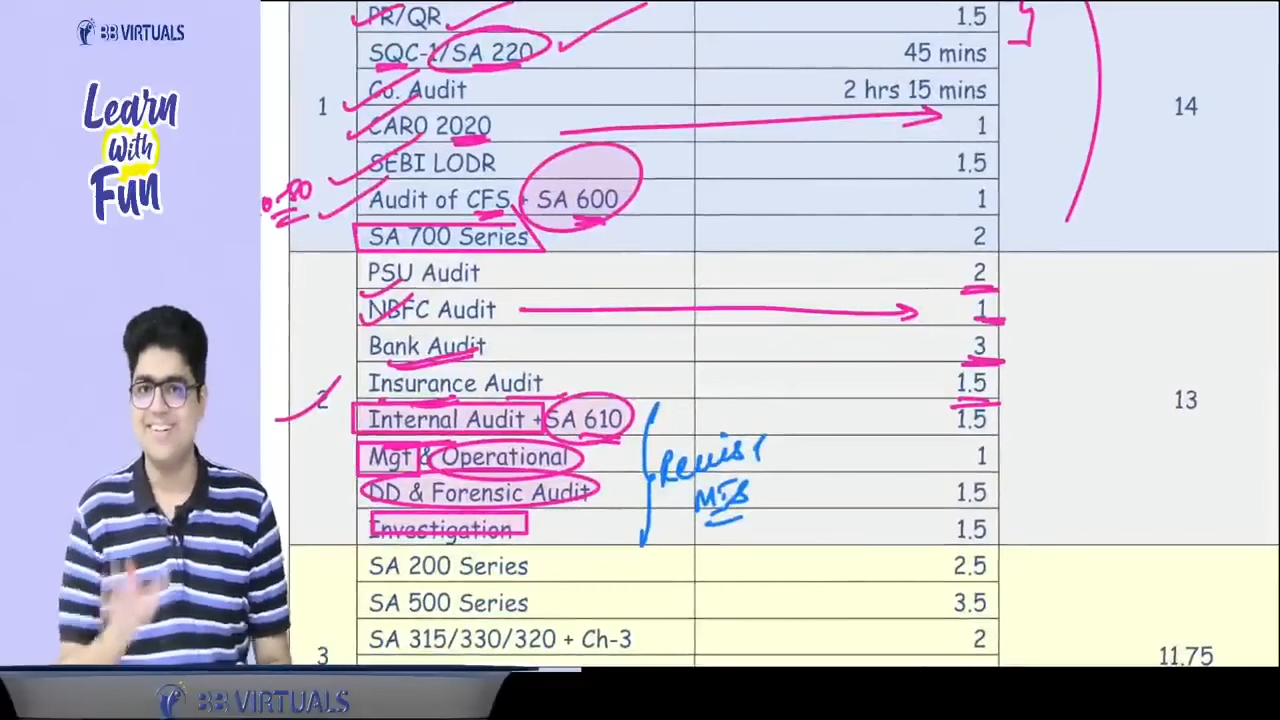 BB VIRTUALS
Learn
With
Fun
PR/QR 1.5
SQC-1/SA 220 45 mins
1 Co. Audit 2 hrs 15 mins 14
CARO 2020 1
SEBI LODR 1.5
Audit of CFS + SA 600 1
SA 700 Series 2
PSU Audit 2
NBFC Audit 1
Bank Audit 3
2 Insurance Audit 1.5 13
Internal Audit + SA 610 1.5
Mgt & Operational 1
DD & Forensic Audit 1.5
Investigation 1.5
SA 200 Series 2.5
SA 500 Series 3.5
SA 315/330/320 + Ch-3 2
3 11.75
BB VIRTUALS